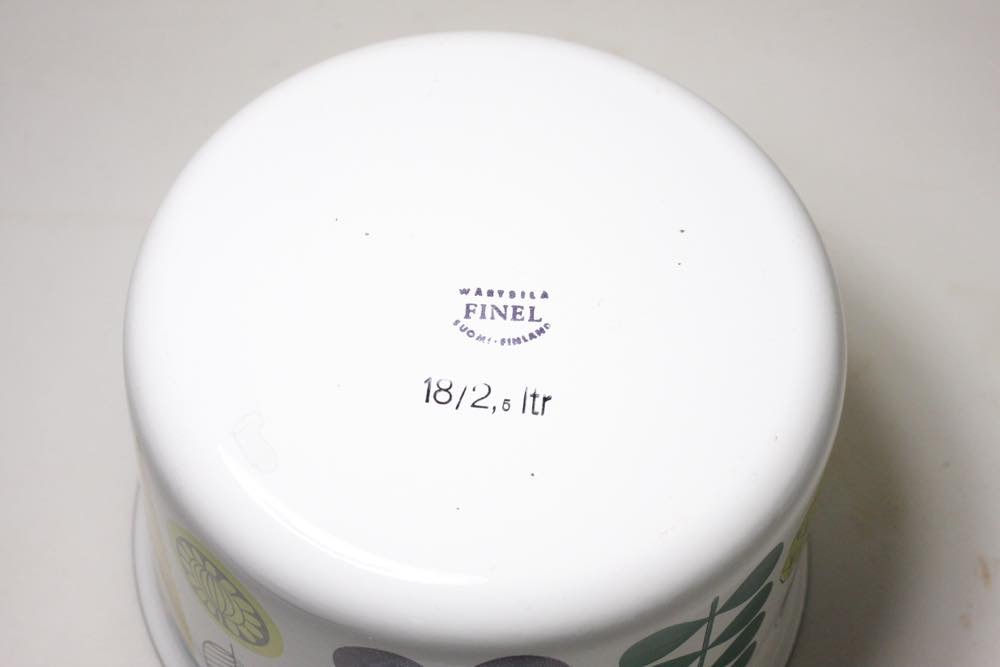 WÄRTSILÄ
FINEL
SUOMI·FINLAND
18/2,5 ltr